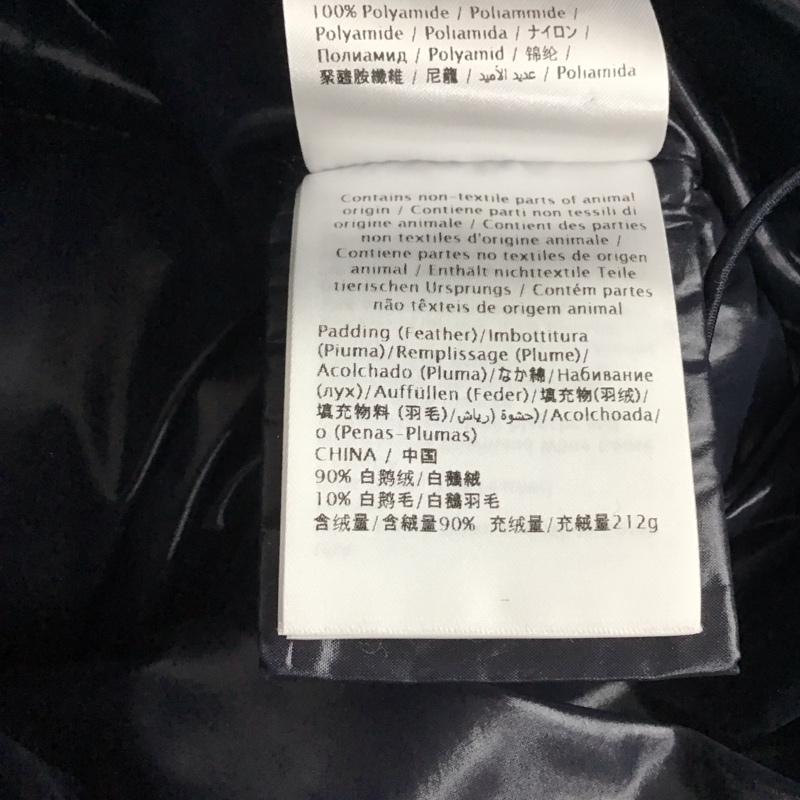 100% Polyamide / Poliammide /
Polyamide / Poliamida / ナイロン /
Полиамид / Polyamid / 锦纶 /
聚醯胺纖維 / 尼龍 / عديد الأميد / Poliamida
Contains non-textile parts of animal
origin / Contiene parti non tessili di
origine animale / Contient des parties
non textiles d'origine animale /
Contiene partes no textiles de origen
animal / Enthält nichttextile Teile
tierischen Ursprungs / Contém partes
não têxteis de origem animal
Padding (Feather)/Imbottitura
(Piuma)/Remplissage (Plume)/
Acolchado (Pluma)/なか綿/Набивание
(лух)/Auffüllen (Feder)/填充物(羽绒)/
填充物料 (羽毛)/حشوة (رياش)/Acolchoada/
o (Penas-Plumas)
CHINA / 中国
90% 白鹅绒/白鵝絨
10% 白鹅毛/白鵝羽毛
含绒量/含絨量90% 充绒量/充絨量212g